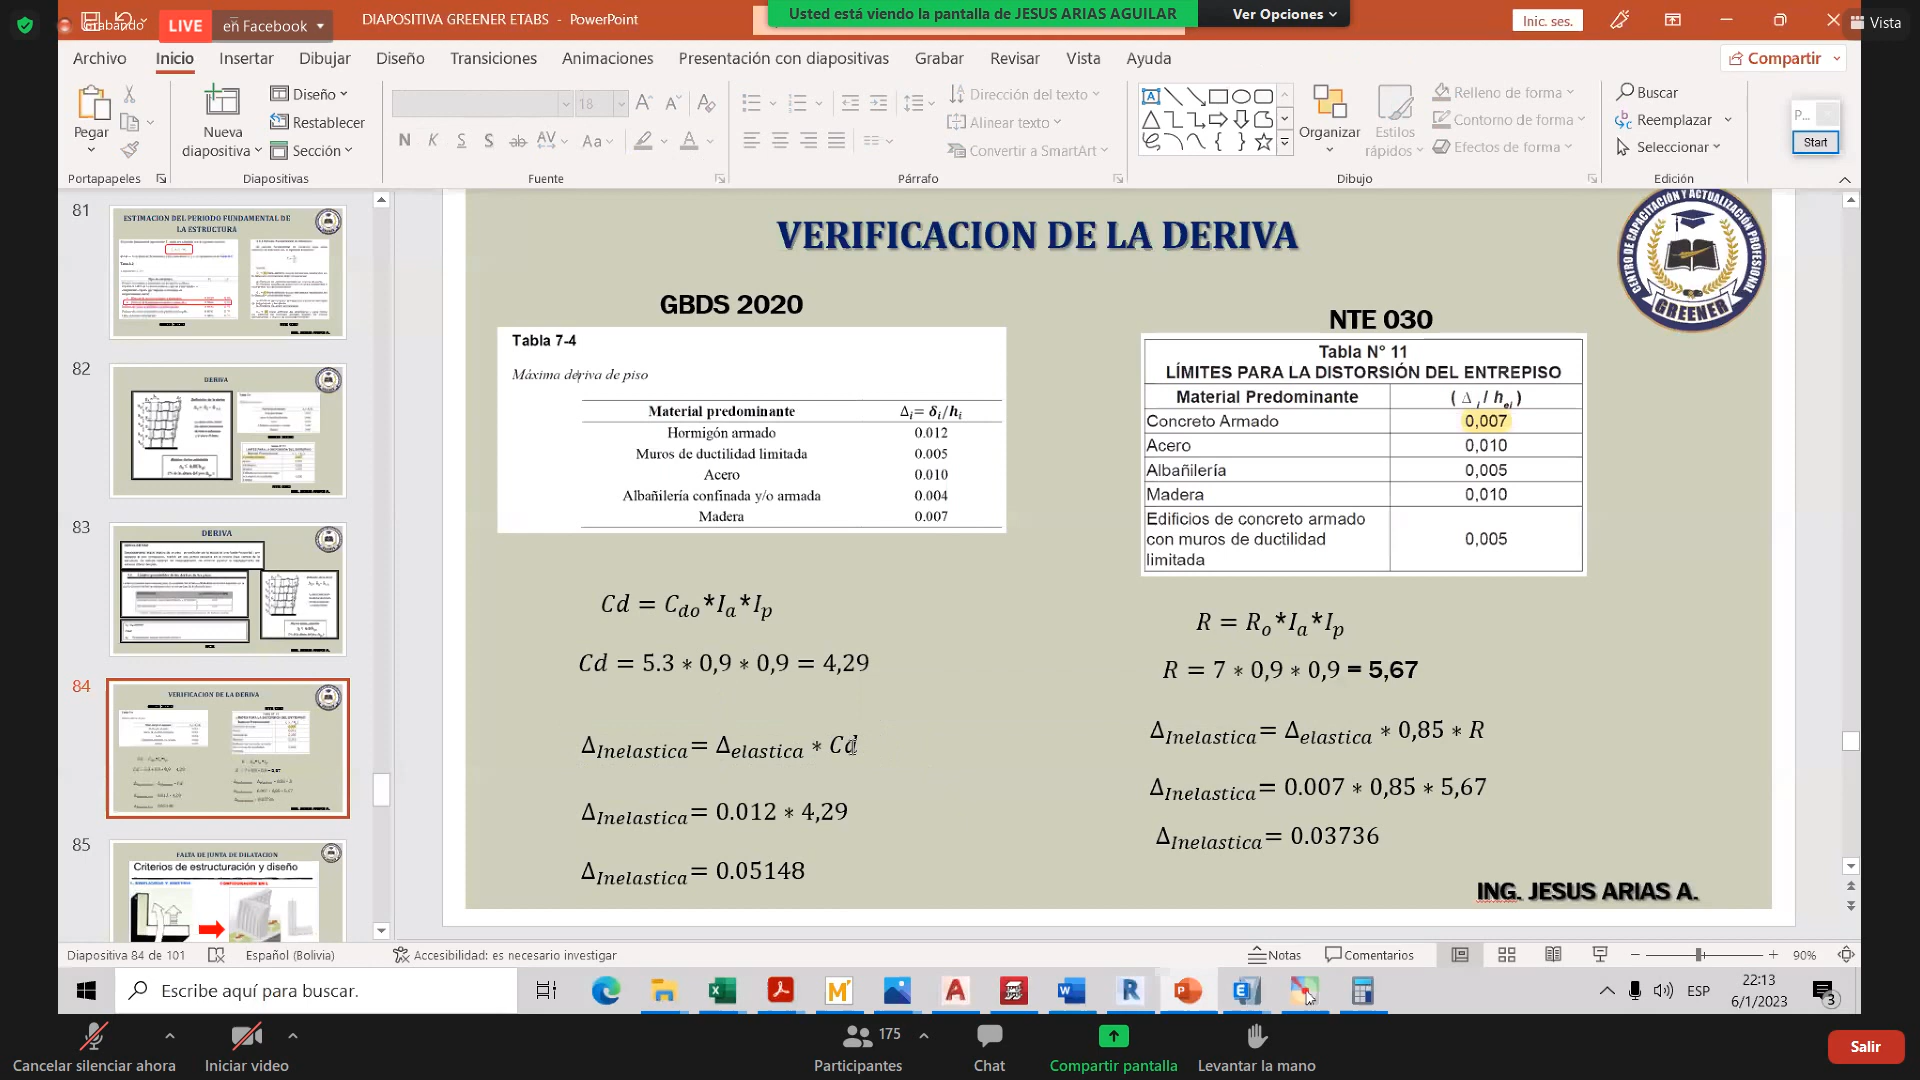 Grabando
LIVE
en Facebook
DIAPOSITIVA GREENER ETABS - PowerPoint
Usted está viendo la pantalla de JESUS ARIAS AGUILAR
Ver Opciones
Inic. ses.
Vista
Archivo
Inicio
Insertar
Dibujar
Diseño
Transiciones
Animaciones
Presentación con diapositivas
Grabar
Revisar
Vista
Ayuda
Compartir
Pegar
Nueva
diapositiva
Diseño
Restablecer
Sección
18
N K S ab AV Aa A
Dirección del texto
Alinear texto
Convertir a SmartArt
Organizar
Estilos
rápidos
Relleno de forma
Contorno de forma
Efectos de forma
Buscar
Reemplazar
Seleccionar
P...
Start
Portapapeles
Diapositivas
Fuente
Párrafo
Dibujo
Edición
81
ESTIMACION DEL PERIODO FUNDAMENTAL DE
LA ESTRUCTURA
82
DERIVA
83
DERIVA
84
VERIFICACION DE LA DERIVA
85
FALTA DE JUNTA DE DILATACION
Criterios de estructuración y diseño
VERIFICACION DE LA DERIVA
CENTRO DE CAPACITACIÓN Y ACTUALIZACIÓN PROFESIONAL
GREENER
GBDS 2020
Tabla 7-4
Máxima deriva de piso
Material predominante Δi= δi/hi
Hormigón armado 0.012
Muros de ductilidad limitada 0.005
Acero 0.010
Albañilería confinada y/o armada 0.004
Madera 0.007
Cd = Cdo*Ia*Ip
Cd = 5.3 * 0,9 * 0,9 = 4,29
ΔInelastica= Δelastica * Cd
ΔInelastica= 0.012 * 4,29
ΔInelastica= 0.05148
NTE 030
Tabla N° 11
LÍMITES PARA LA DISTORSIÓN DEL ENTREPISO
Material Predominante ( Δ i / hei )
Concreto Armado 0,007
Acero 0,010
Albañilería 0,005
Madera 0,010
Edificios de concreto armado
con muros de ductilidad 0,005
limitada
R = Ro*Ia*Ip
R = 7 * 0,9 * 0,9 = 5,67
ΔInelastica= Δelastica * 0,85 * R
ΔInelastica= 0.007 * 0,85 * 5,67
ΔInelastica= 0.03736
ING. JESUS ARIAS A.
Diapositiva 84 de 101
Español (Bolivia)
Accesibilidad: es necesario investigar
Notas
Comentarios
90%
Escribe aquí para buscar.
ESP
22:13
6/1/2023
3
Cancelar silenciar ahora
Iniciar video
175
Participantes
Chat
Compartir pantalla
Levantar la mano
Salir